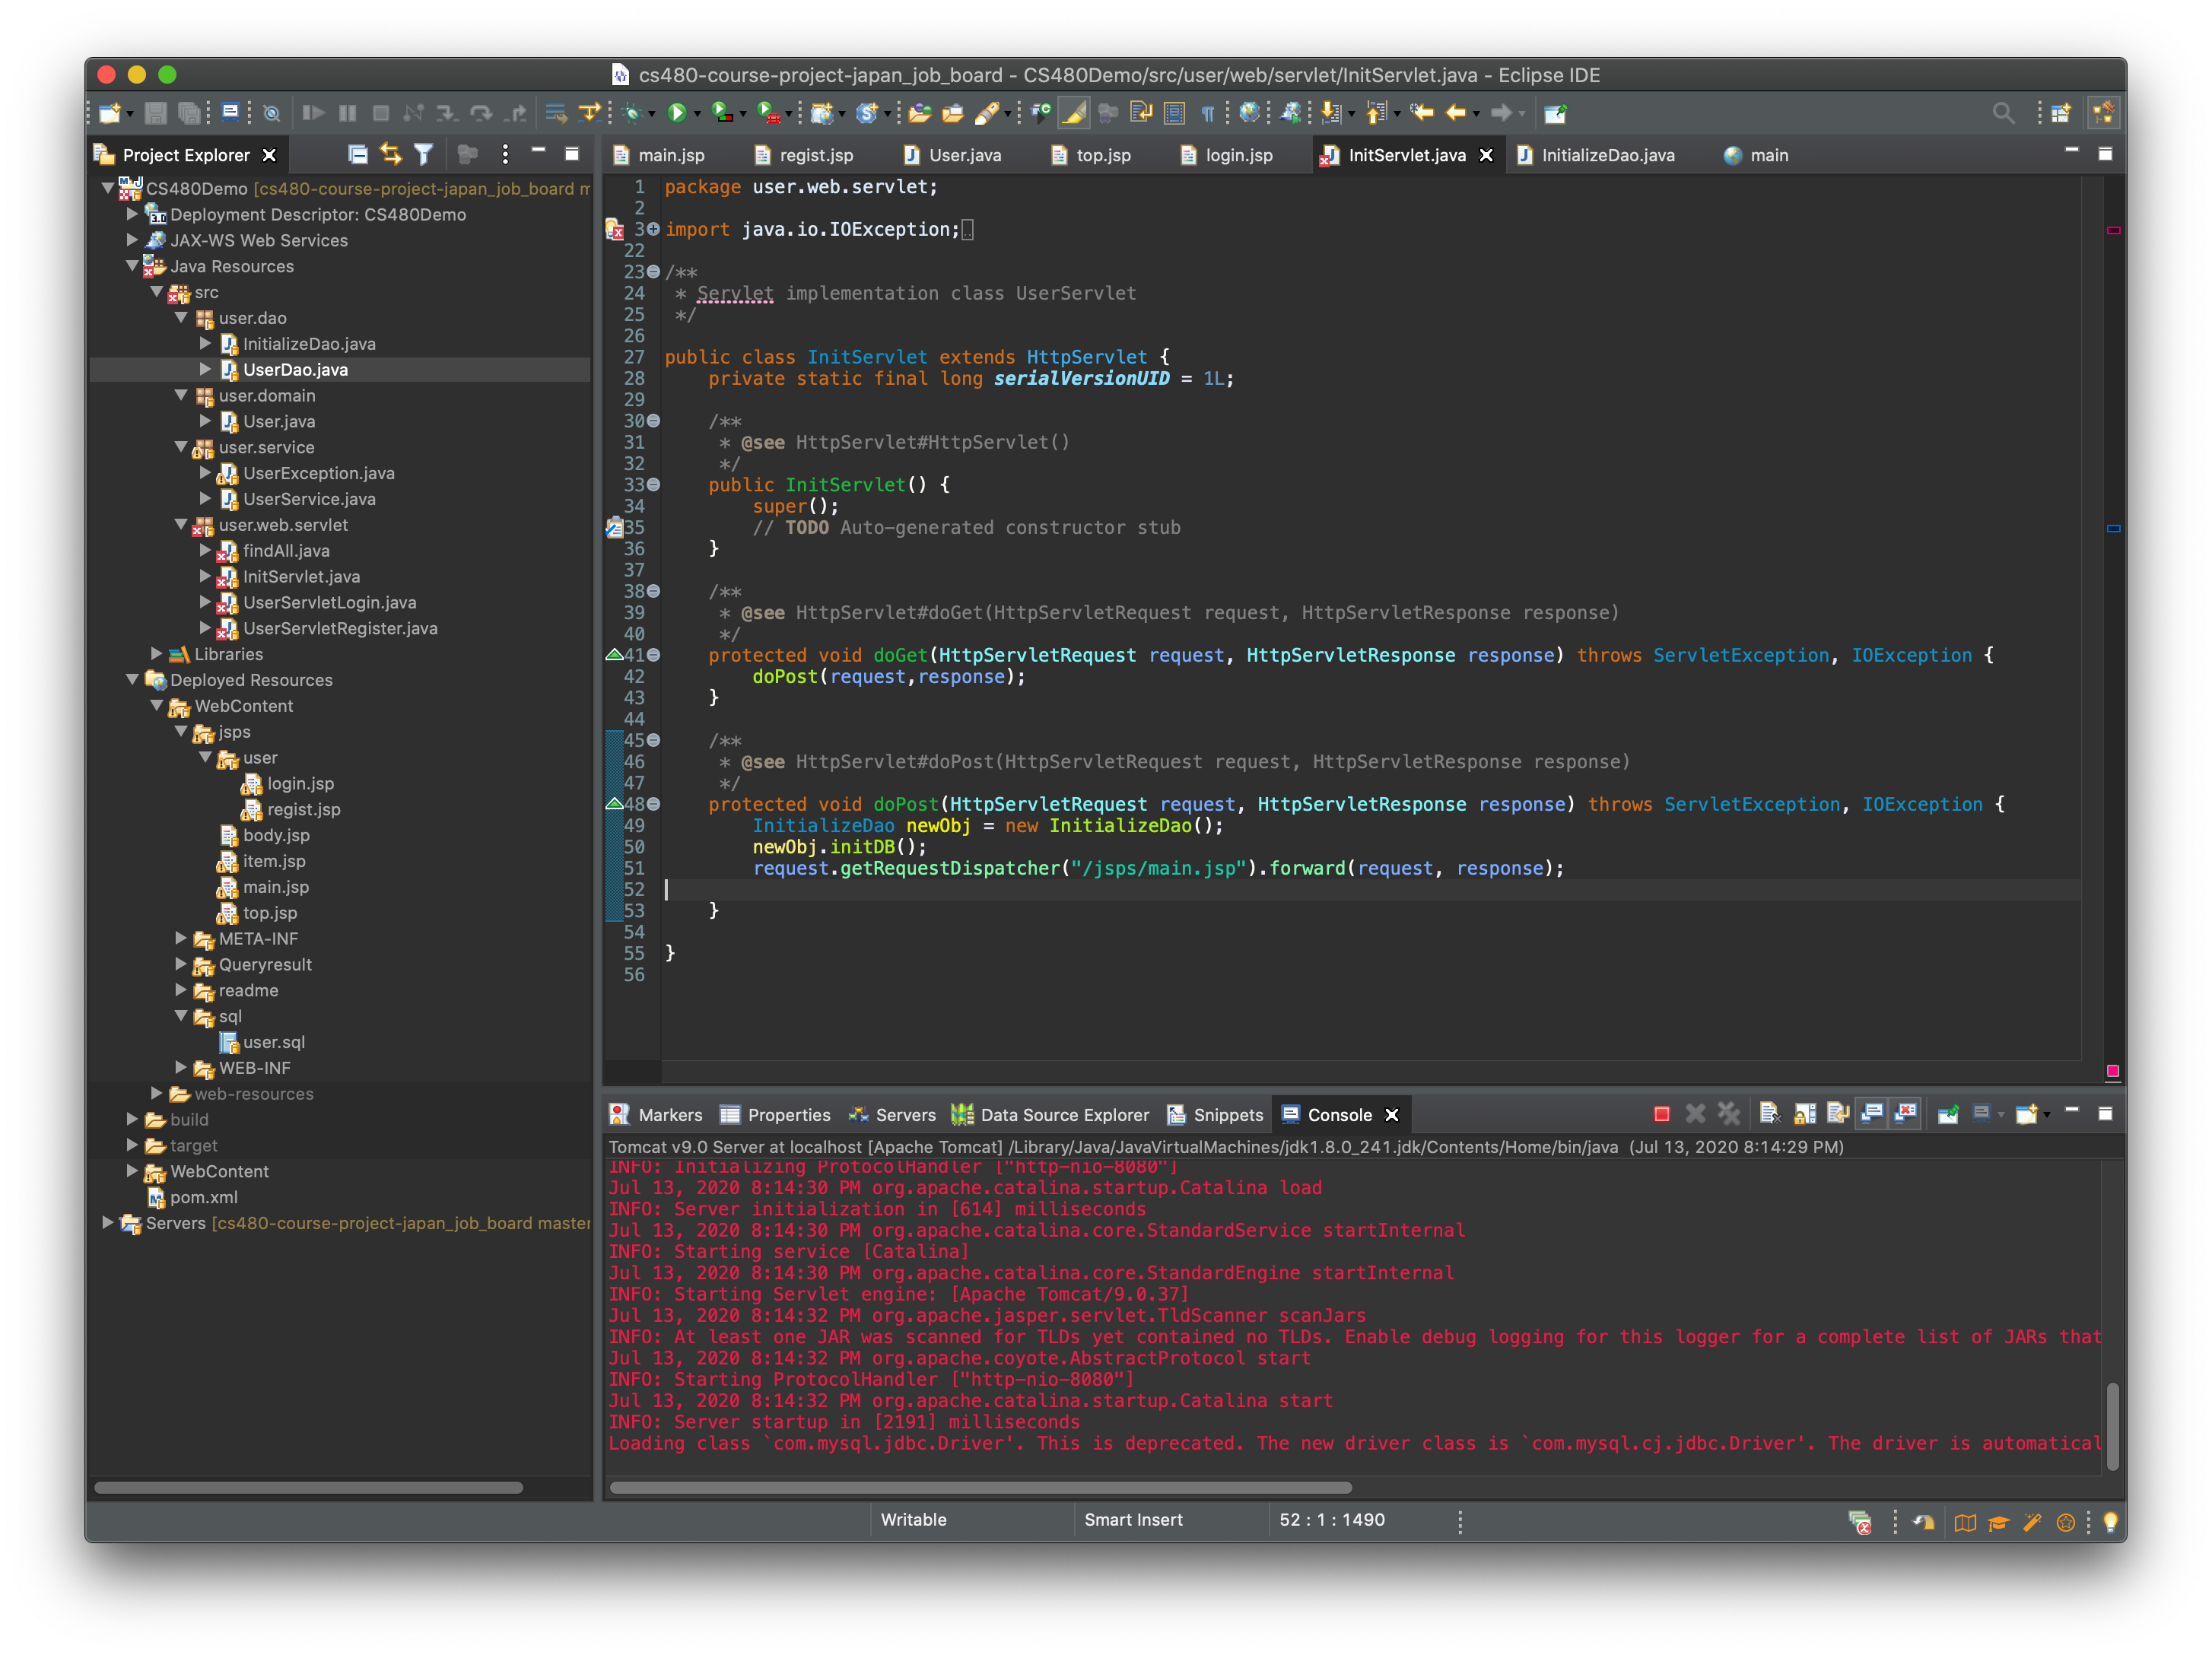 cs480-course-project-japan_job_board - CS480Demo/src/user/web/servlet/InitServlet.java - Eclipse IDE
Project Explorer
CS480Demo [cs480-course-project-japan_job_board m
Deployment Descriptor: CS480Demo
JAX-WS Web Services
Java Resources
src
user.dao
InitializeDao.java
UserDao.java
user.domain
User.java
user.service
UserException.java
UserService.java
user.web.servlet
findAll.java
InitServlet.java
UserServletLogin.java
UserServletRegister.java
Libraries
Deployed Resources
WebContent
jsps
user
login.jsp
regist.jsp
body.jsp
item.jsp
main.jsp
top.jsp
META-INF
Queryresult
readme
sql
user.sql
WEB-INF
web-resources
build
target
WebContent
pom.xml
Servers [cs480-course-project-japan_job_board master
main.jsp regist.jsp User.java top.jsp login.jsp InitServlet.java InitializeDao.java main
1 package user.web.servlet;
2
3 import java.io.IOException;
22
23 /**
24 * Servlet implementation class UserServlet
25 */
26
27 public class InitServlet extends HttpServlet {
28 private static final long serialVersionUID = 1L;
29
30 /**
31 * @see HttpServlet#HttpServlet()
32 */
33 public InitServlet() {
34 super();
35 // TODO Auto-generated constructor stub
36 }
37
38 /**
39 * @see HttpServlet#doGet(HttpServletRequest request, HttpServletResponse response)
40 */
41 protected void doGet(HttpServletRequest request, HttpServletResponse response) throws ServletException, IOException {
42 doPost(request,response);
43 }
44
45 /**
46 * @see HttpServlet#doPost(HttpServletRequest request, HttpServletResponse response)
47 */
48 protected void doPost(HttpServletRequest request, HttpServletResponse response) throws ServletException, IOException {
49 InitializeDao newObj = new InitializeDao();
50 newObj.initDB();
51 request.getRequestDispatcher("/jsps/main.jsp").forward(request, response);
52
53 }
54
55 }
56
Markers Properties Servers Data Source Explorer Snippets Console
Tomcat v9.0 Server at localhost [Apache Tomcat] /Library/Java/JavaVirtualMachines/jdk1.8.0_241.jdk/Contents/Home/bin/java (Jul 13, 2020 8:14:29 PM)
INFO: Initializing ProtocolHandler ["http-nio-8080"]
Jul 13, 2020 8:14:30 PM org.apache.catalina.startup.Catalina load
INFO: Server initialization in [614] milliseconds
Jul 13, 2020 8:14:30 PM org.apache.catalina.core.StandardService startInternal
INFO: Starting service [Catalina]
Jul 13, 2020 8:14:30 PM org.apache.catalina.core.StandardEngine startInternal
INFO: Starting Servlet engine: [Apache Tomcat/9.0.37]
Jul 13, 2020 8:14:32 PM org.apache.jasper.servlet.TldScanner scanJars
INFO: At least one JAR was scanned for TLDs yet contained no TLDs. Enable debug logging for this logger for a complete list of JARs that
Jul 13, 2020 8:14:32 PM org.apache.coyote.AbstractProtocol start
INFO: Starting ProtocolHandler ["http-nio-8080"]
Jul 13, 2020 8:14:32 PM org.apache.catalina.startup.Catalina start
INFO: Server startup in [2191] milliseconds
Loading class `com.mysql.jdbc.Driver'. This is deprecated. The new driver class is `com.mysql.cj.jdbc.Driver'. The driver is automatical
Writable Smart Insert 52 : 1 : 1490